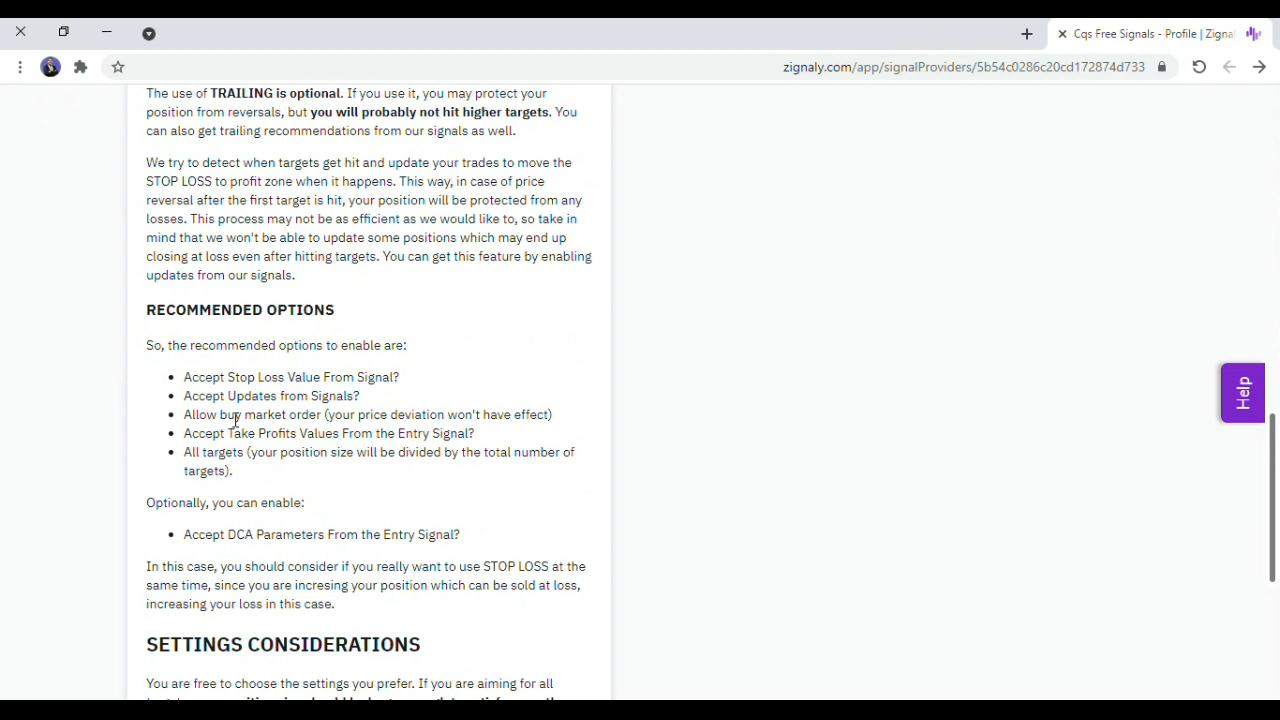 Cqs Free Signals - Profile | Zignal
zignaly.com/app/signalProviders/5b54c0286c20cd172874d733
The use of TRAILING is optional. If you use it, you may protect your
position from reversals, but you will probably not hit higher targets. You
can also get trailing recommendations from our signals as well.
We try to detect when targets get hit and update your trades to move the
STOP LOSS to profit zone when it happens. This way, in case of price
reversal after the first target is hit, your position will be protected from any
losses. This process may not be as efficient as we would like to, so take in
mind that we won't be able to update some positions which may end up
closing at loss even after hitting targets. You can get this feature by enabling
updates from our signals.
RECOMMENDED OPTIONS
So, the recommended options to enable are:
• Accept Stop Loss Value From Signal?
• Accept Updates from Signals?
• Allow buy market order (your price deviation won't have effect)
• Accept Take Profits Values From the Entry Signal?
• All targets (your position size will be divided by the total number of
targets).
Optionally, you can enable:
• Accept DCA Parameters From the Entry Signal?
In this case, you should consider if you really want to use STOP LOSS at the
same time, since you are incresing your position which can be sold at loss,
increasing your loss in this case.
SETTINGS CONSIDERATIONS
You are free to choose the settings you prefer. If you are aiming for all
Help